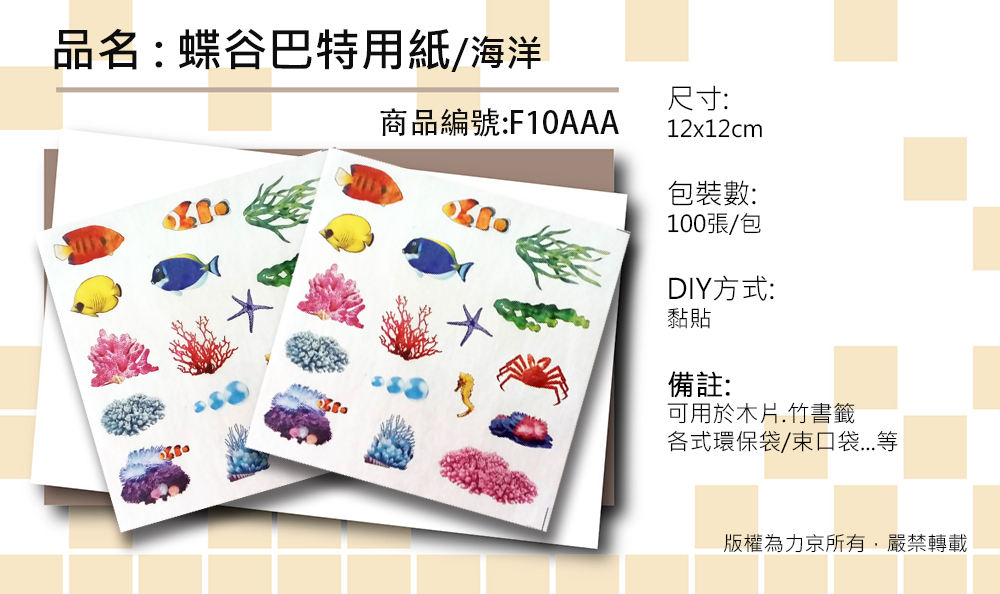 品名 : 蝶谷巴特用紙/海洋
商品編號:F10AAA
尺寸:
12x12cm
包裝數:
100張/包
DIY方式:
黏貼
備註:
可用於木片.竹書籤
各式環保袋/束口袋...等
版權為力京所有，嚴禁轉載